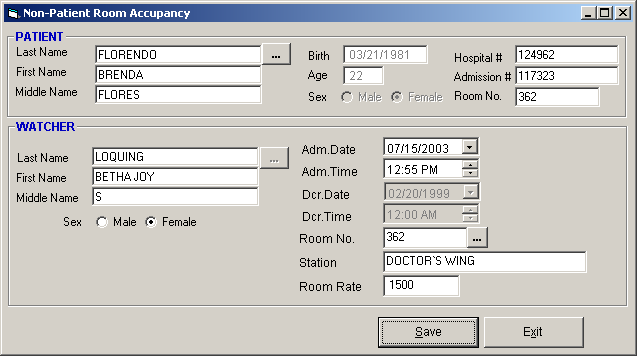 Non-Patient Room Accupancy
PATIENT
Last Name FLORENDO ... Birth 03/21/1981 Hospital # 124962
First Name BRENDA Age 22 Admission # 117323
Middle Name FLORES Sex Male Female Room No. 362
WATCHER
Last Name LOQUING ... Adm.Date 07/15/2003
First Name BETHA JOY Adm.Time 12:55 PM
Middle Name S Dcr.Date 02/20/1999
Sex Male Female Dcr.Time 12:00 AM
Room No. 362 ...
Station DOCTOR`S WING
Room Rate 1500
Save Exit